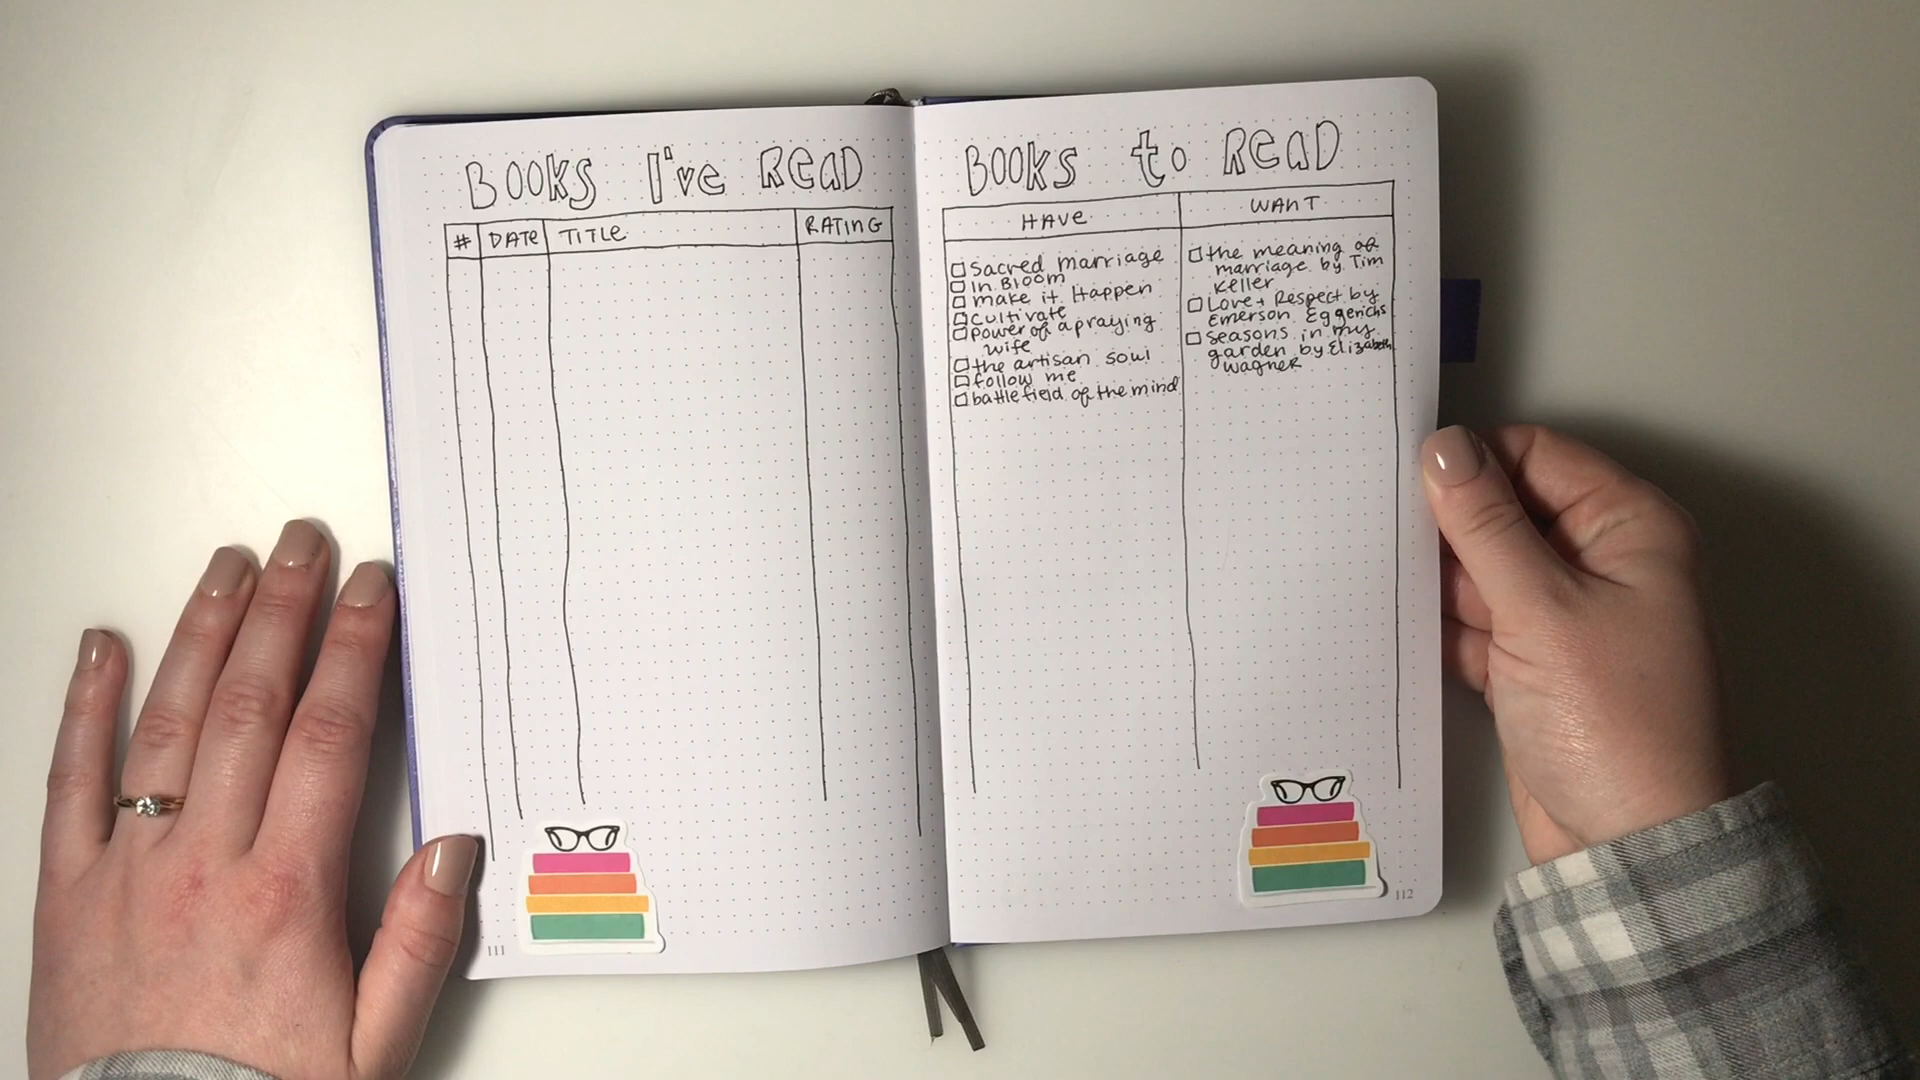 BOOKS I've READ
# DATE TITLE RATING
111
BOOKS to READ
HAVE
Sacred marriage
In Bloom
make it Happen
cultivate
power of a praying
wife
the artisan soul
follow me
battlefield of the mind
WANT
the meaning of
marriage by Tim
Keller
Love + Respect by
Emerson Eggerichs
seasons in my
garden by Elizabeth
Wagner
112